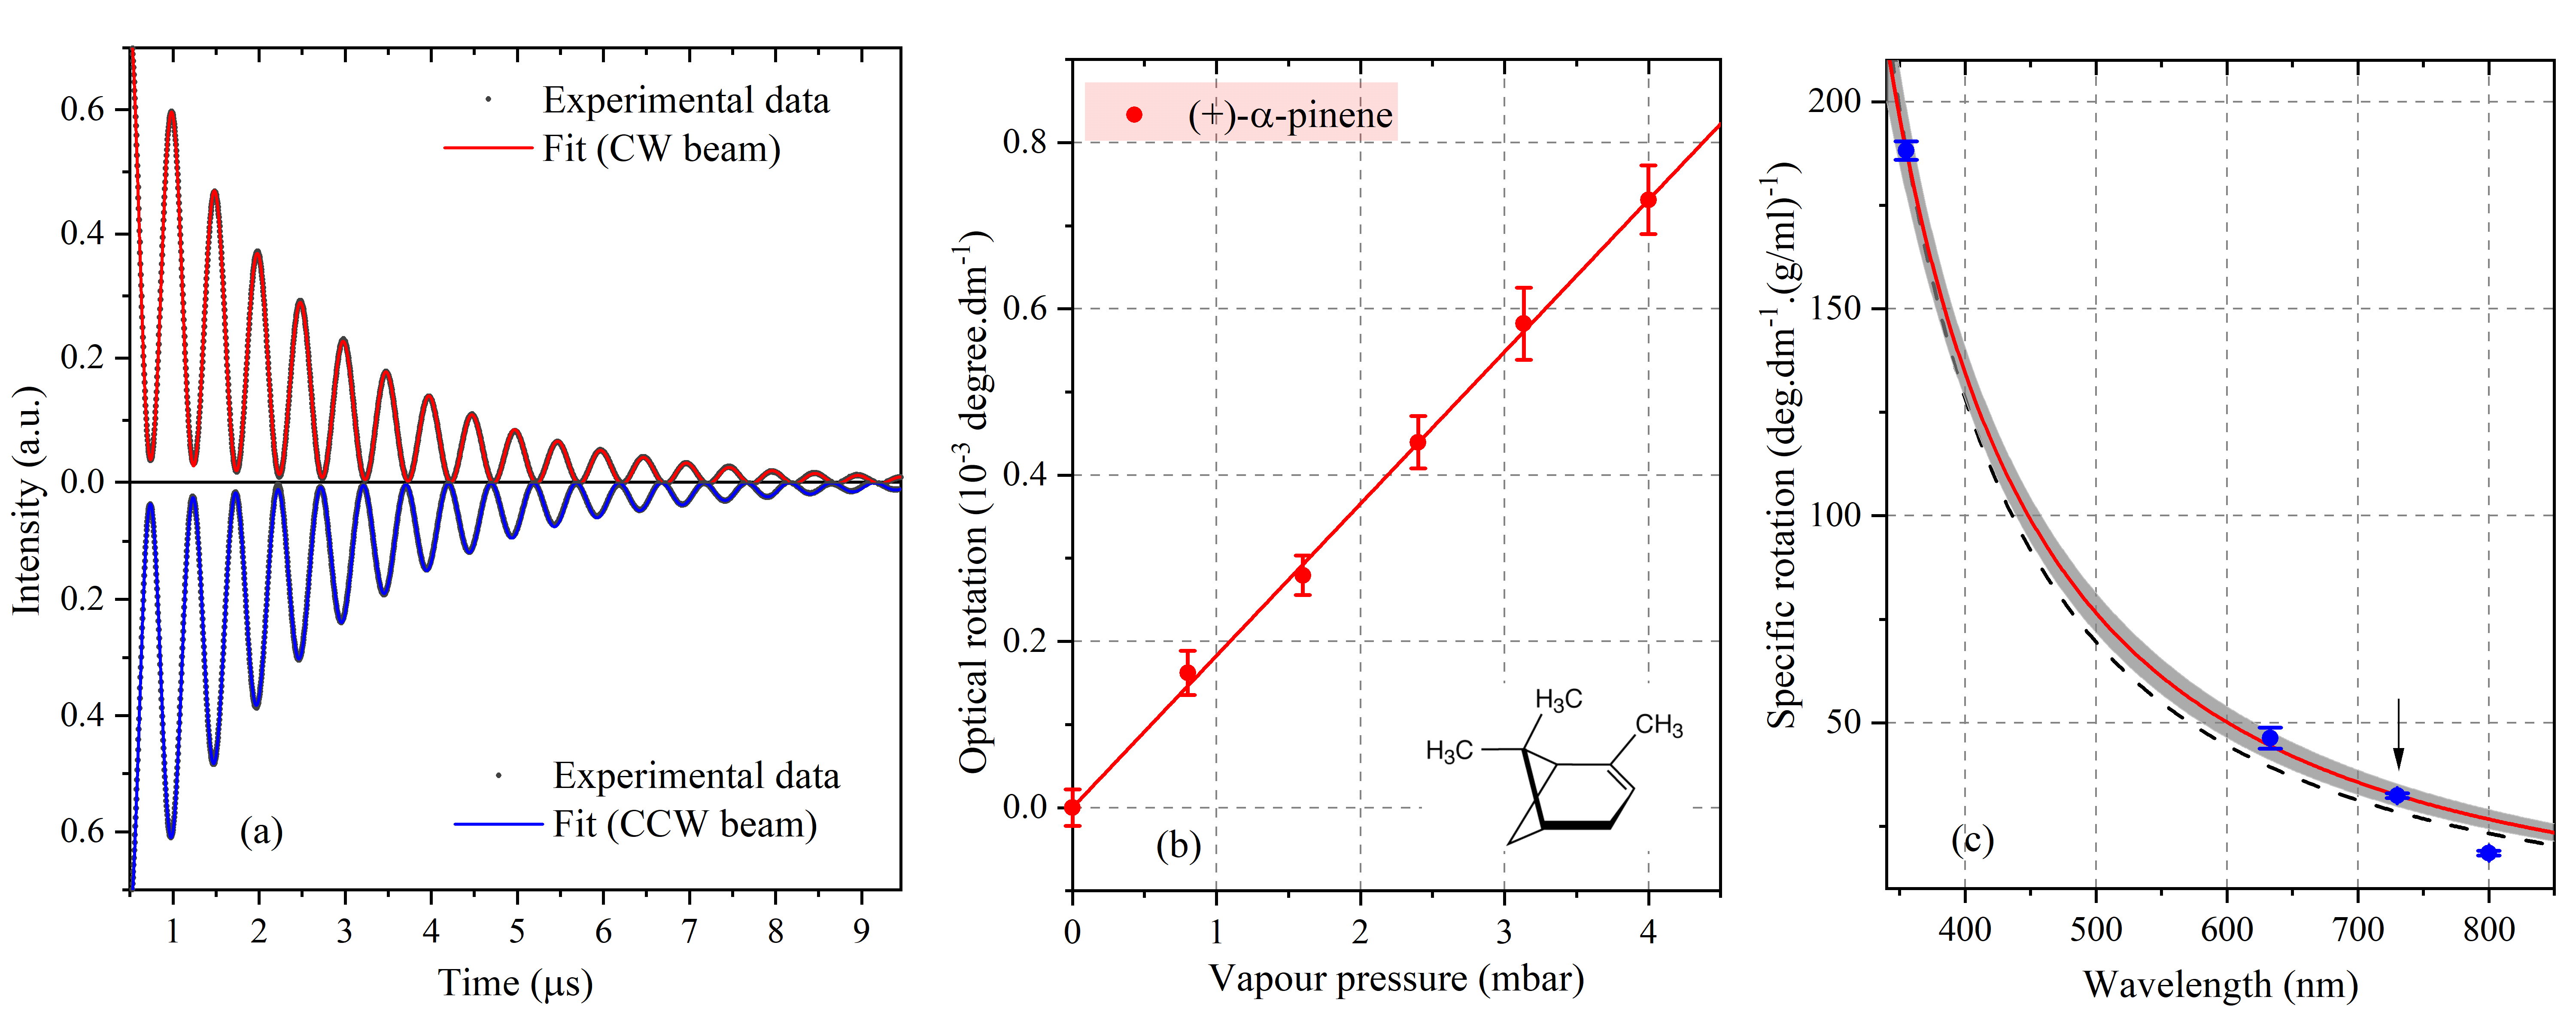 Intensity (a.u.)
0.6
0.4
0.2
0.0
0.2
0.4
0.6
Experimental data
Fit (CW beam)
Experimental data
Fit (CCW beam)
(a)
1 2 3 4 5 6 7 8 9
Time (μs)
Optical rotation (10⁻³ degree.dm⁻¹)
0.8
0.6
0.4
0.2
0.0
(+)-α-pinene
H₃C
CH₃
H₃C
(b)
0 1 2 3 4
Vapour pressure (mbar)
Specific rotation (deg.dm⁻¹.(g/ml)⁻¹)
200
150
100
50
(c)
400 500 600 700 800
Wavelength (nm)